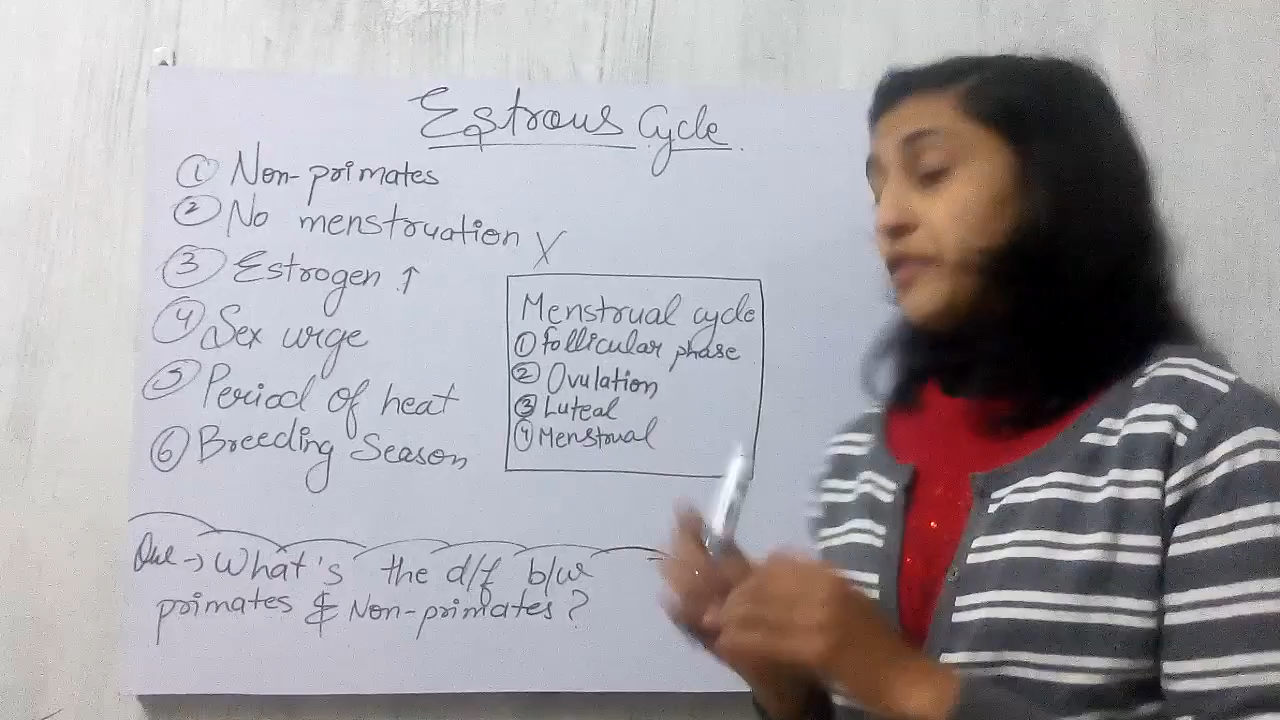 Estrous Cycle.
① Non-primates
② No menstruation X
③ Estrogen ↑
④ Sex urge
⑤ Period of heat
⑥ Breeding Season
Menstrual cycle
① follicular phase
② Ovulation
③ Luteal
④ Menstrual
Que → What's the d/f b/w
primates & Non-primates?